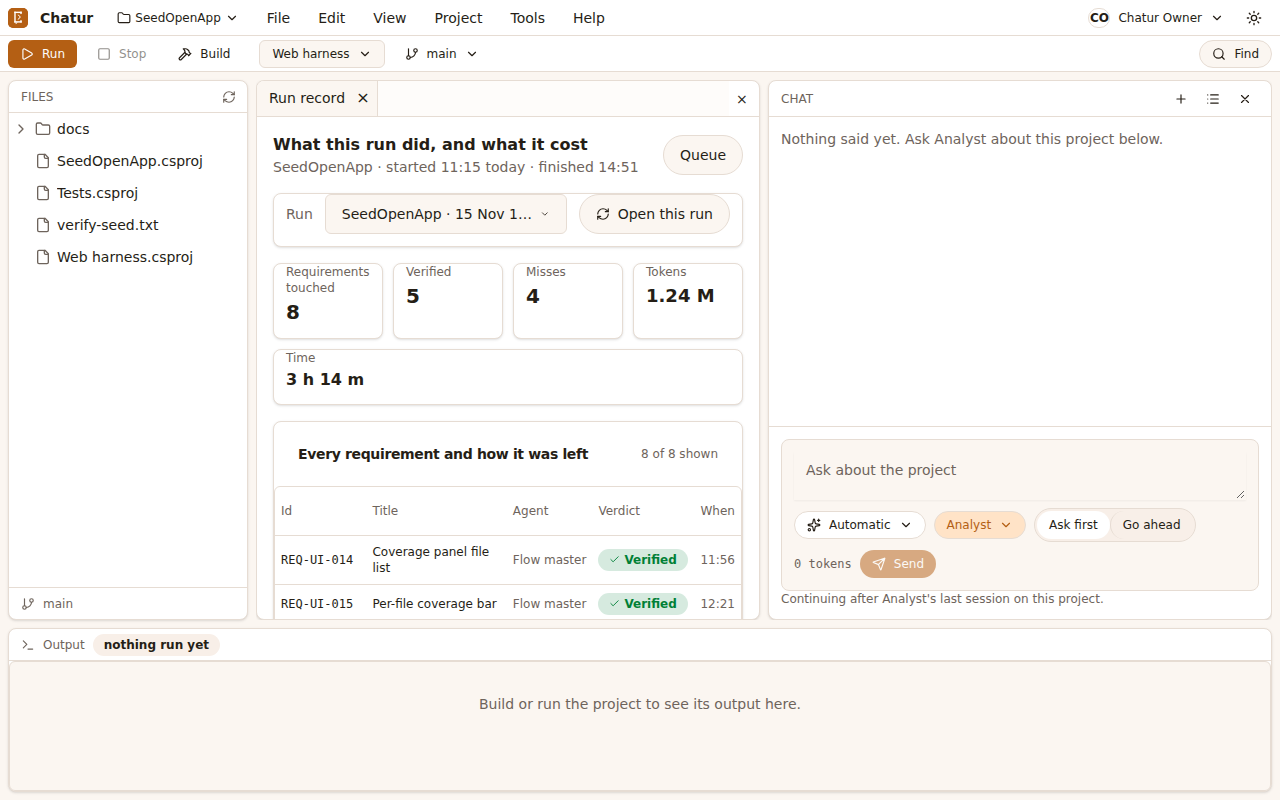 Chatur SeedOpenApp File Edit View Project Tools Help CO Chatur Owner
Run Stop Build Web harness main Find
FILES
docs
SeedOpenApp.csproj
Tests.csproj
verify-seed.txt
Web harness.csproj
main
Run record
What this run did, and what it cost
SeedOpenApp · started 11:15 today · finished 14:51
Queue
Run SeedOpenApp · 15 Nov 1… Open this run
Requirements touched
8
Verified
5
Misses
4
Tokens
1.24 M
Time
3 h 14 m
Every requirement and how it was left 8 of 8 shown
Id Title Agent Verdict When
REQ-UI-014 Coverage panel file list Flow master Verified 11:56
REQ-UI-015 Per-file coverage bar Flow master Verified 12:21
CHAT
Nothing said yet. Ask Analyst about this project below.
Ask about the project
Automatic Analyst Ask first Go ahead
0 tokens Send
Continuing after Analyst's last session on this project.
Output nothing run yet
Build or run the project to see its output here.